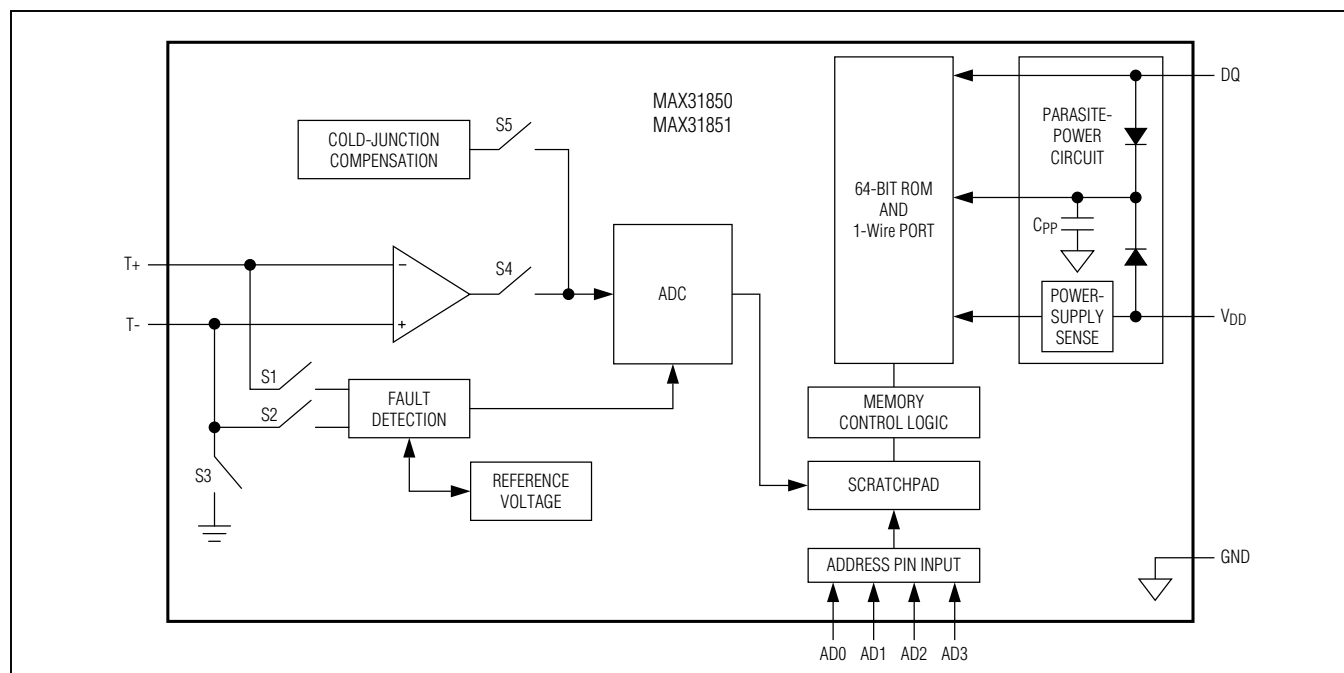 MAX31850
MAX31851
COLD-JUNCTION
COMPENSATION
S5
T+
T-
−
+
S4
ADC
S1
S2
S3
FAULT
DETECTION
REFERENCE
VOLTAGE
64-BIT ROM
AND
1-Wire PORT
MEMORY
CONTROL LOGIC
SCRATCHPAD
ADDRESS PIN INPUT
AD0 AD1 AD2 AD3
PARASITE-
POWER
CIRCUIT
CPP
POWER-
SUPPLY
SENSE
DQ
VDD
GND